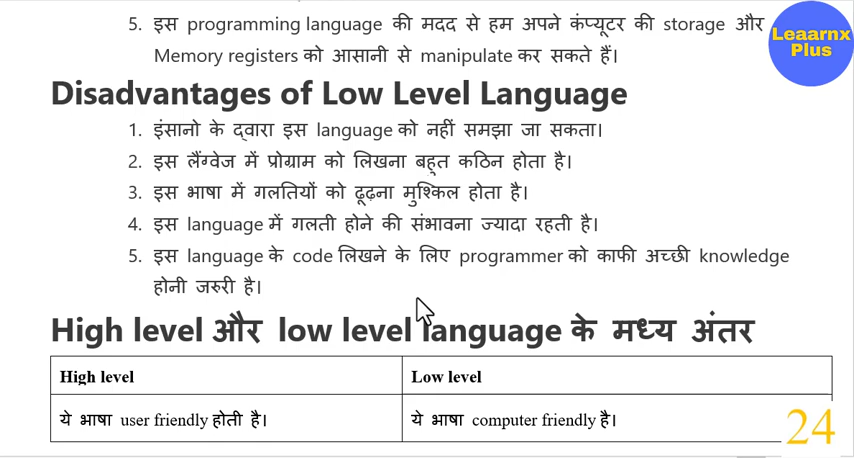 5. इस programming language की मदद से हम अपने कंप्यूटर की storage और
Memory registers को आसानी से manipulate कर सकते हैं।
Leaarnx
Plus
Disadvantages of Low Level Language
1. इंसानो के द्वारा इस language को नहीं समझा जा सकता।
2. इस लैंग्वेज में प्रोग्राम को लिखना बहुत कठिन होता है।
3. इस भाषा में गलतियों को ढूढ़ना मुश्किल होता है।
4. इस language में गलती होने की संभावना ज्यादा रहती है।
5. इस language के code लिखने के लिए programmer को काफी अच्छी knowledge
होनी जरुरी है।
High level और low level language के मध्य अंतर
High level
Low level
ये भाषा user friendly होती है।
ये भाषा computer friendly है।
24